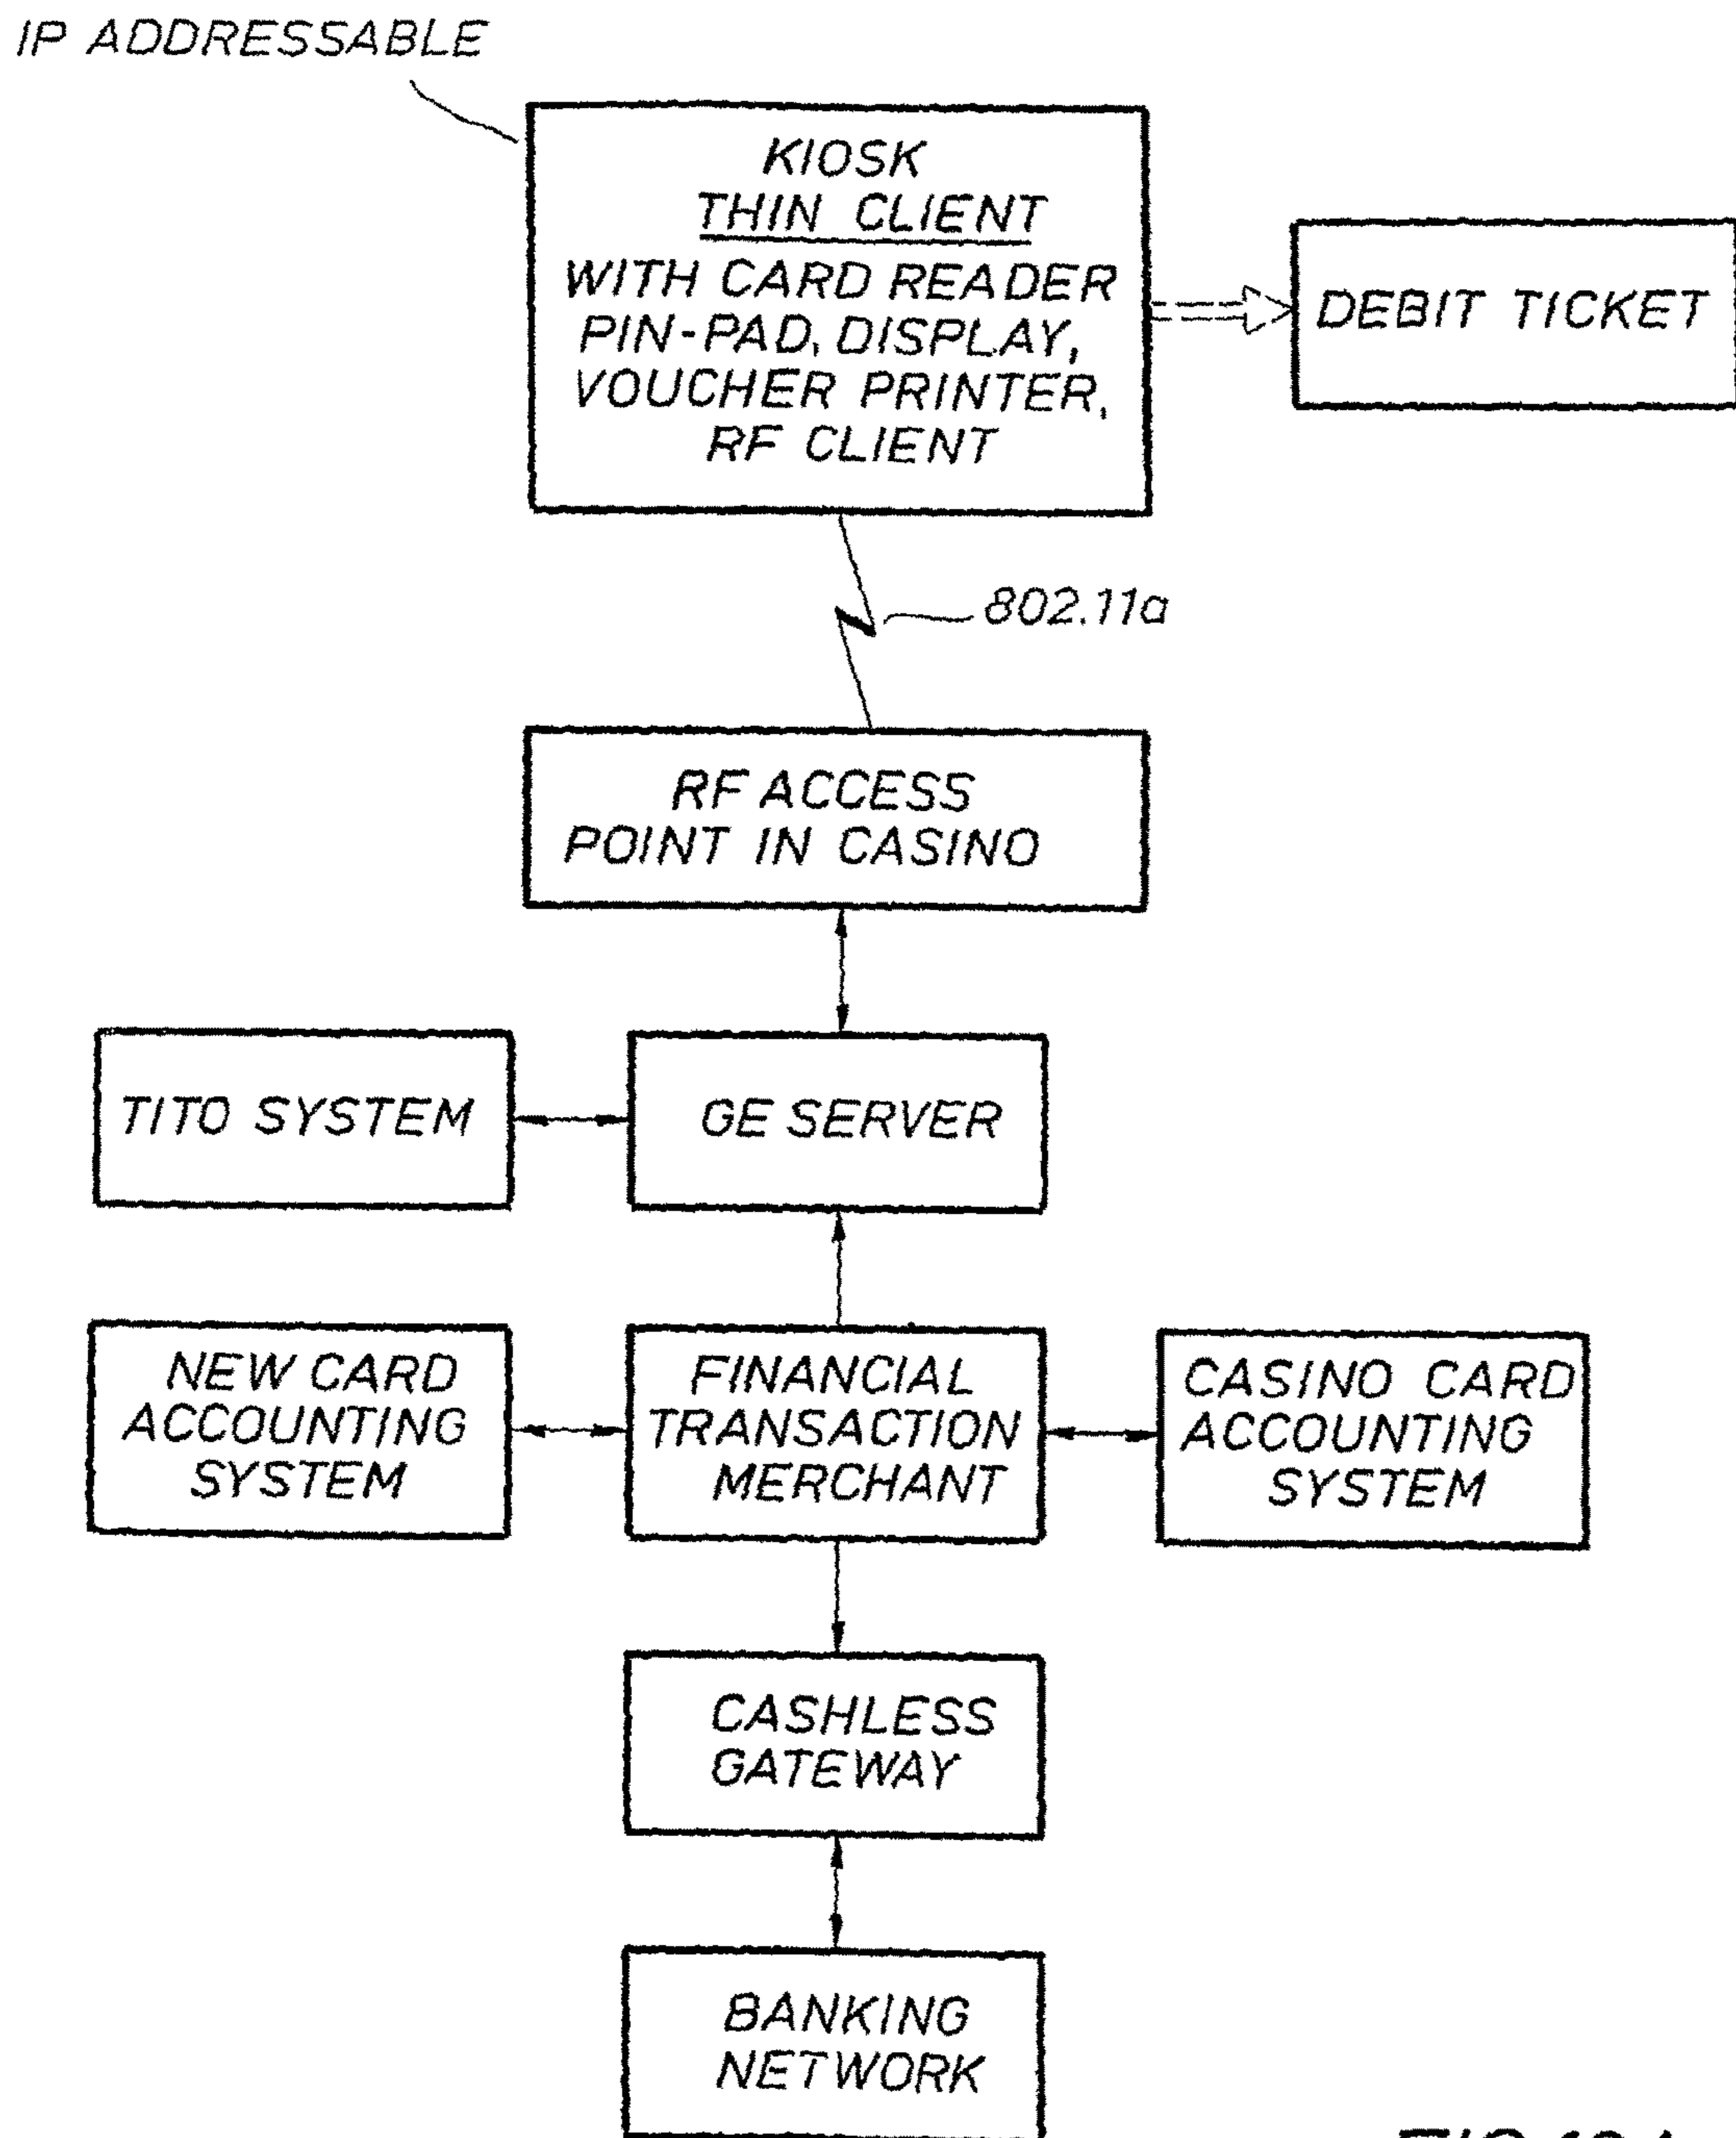 IP ADDRESSABLE
KIOSK
THIN CLIENT
WITH CARD READER
PIN-PAD, DISPLAY,
VOUCHER PRINTER,
RF CLIENT
DEBIT TICKET
802.11a
RF ACCESS
POINT IN CASINO
TITO SYSTEM
GE SERVER
NEW CARD
ACCOUNTING
SYSTEM
FINANCIAL
TRANSACTION
MERCHANT
CASINO CARD
ACCOUNTING
SYSTEM
CASHLESS
GATEWAY
BANKING
NETWORK